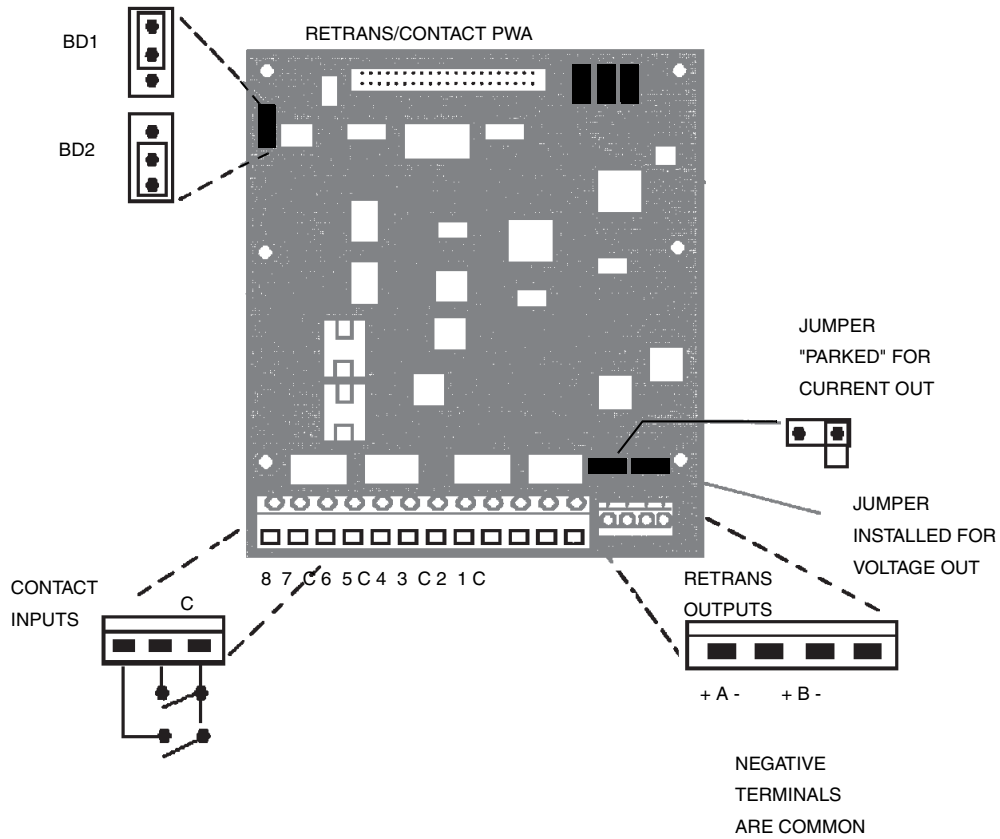 RETRANS/CONTACT PWA
BD1
BD2
JUMPER
"PARKED" FOR
CURRENT OUT
JUMPER
INSTALLED FOR
VOLTAGE OUT
8 7 C 6 5 C 4 3 C 2 1 C
CONTACT
INPUTS
C
RETRANS
OUTPUTS
+ A - + B -
NEGATIVE
TERMINALS
ARE COMMON